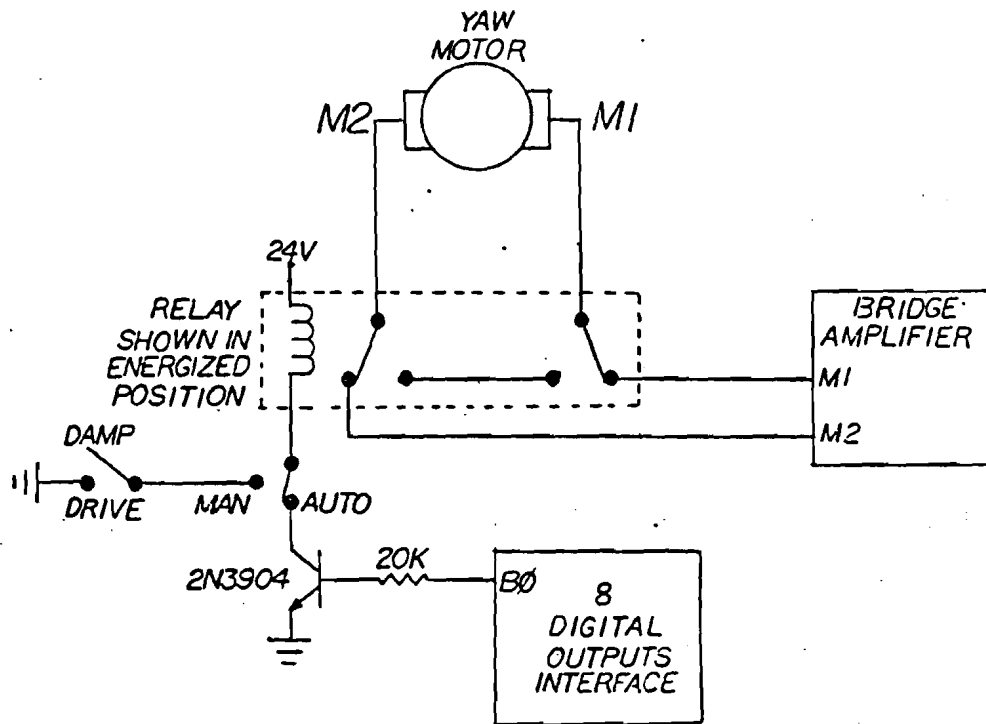 YAW
MOTOR
M2
M1
24V
RELAY
SHOWN IN
ENERGIZED
POSITION
BRIDGE
AMPLIFIER
M1
M2
DAMP
DRIVE
MAN
AUTO
2N3904
20K
BØ
8
DIGITAL
OUTPUTS
INTERFACE